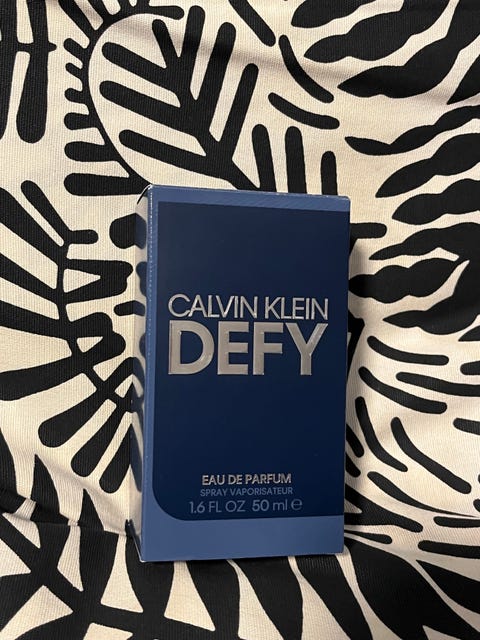 CALVIN KLEIN
DEFY
EAU DE PARFUM
SPRAY VAPORISATEUR
1.6 FL OZ 50 ml ℮